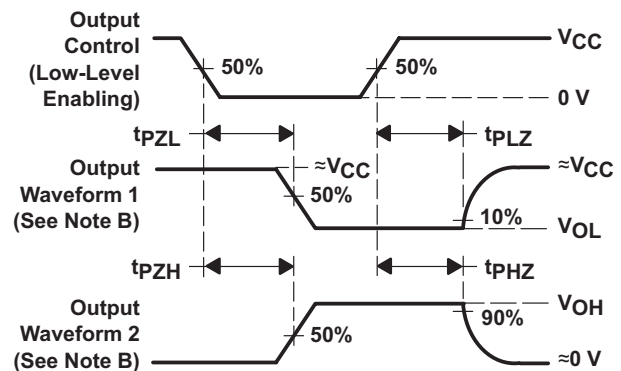 Output
Control
(Low-Level
Enabling)
50%
50%
VCC
0 V
tPZL
tPLZ
Output
Waveform 1
(See Note B)
≈VCC
50%
≈VCC
10%
VOL
tPZH
tPHZ
Output
Waveform 2
(See Note B)
50%
VOH
90%
≈0 V